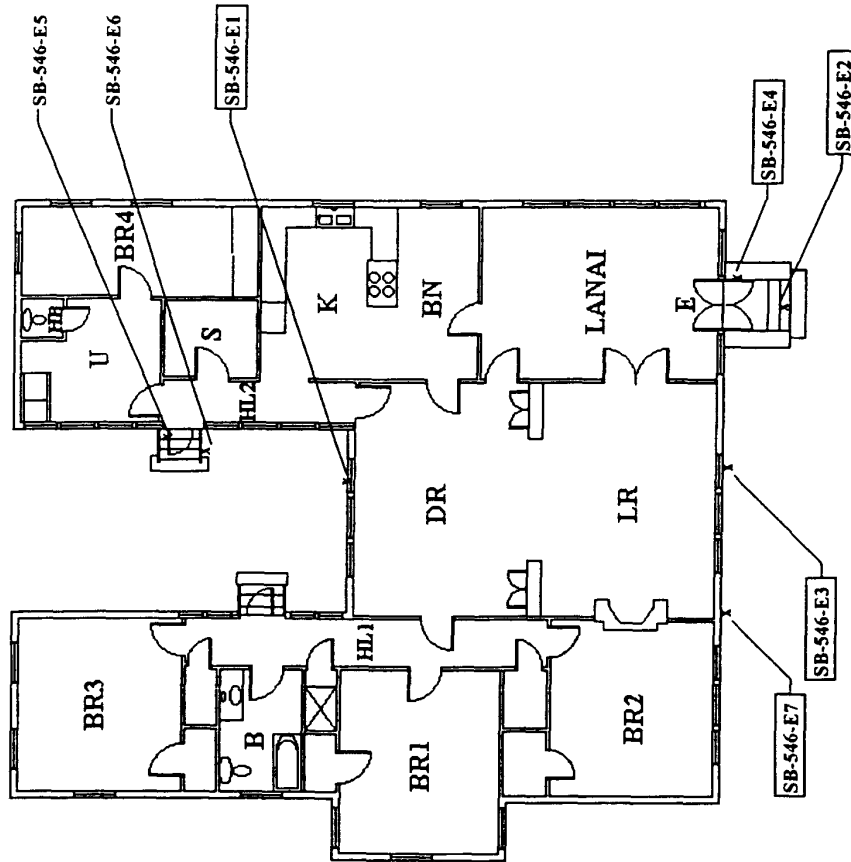 SB-546-E5
SB-546-E6
SB-546-E1
SB-546-E4
SB-546-E2
BR4
HB
U
S
K
BN
HL2
LANAI
E
DR
LR
BR3
HL1
B
BR1
BR2
SB-546-E3
SB-546-E7